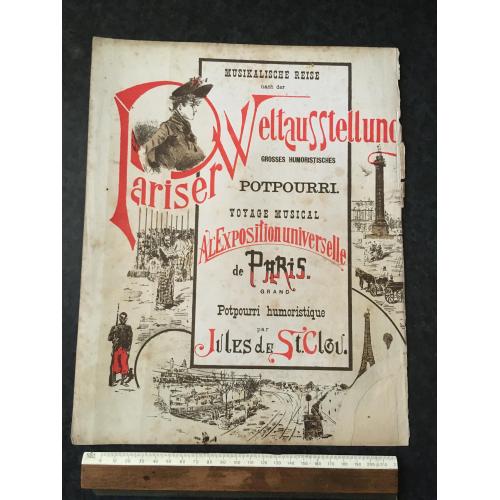 MUSIKALISCHE REISE
nach der
Pariser Weltausstellung
GROSSES HUMORISTISCHES
POTPOURRI.
VOYAGE MUSICAL
À L'Exposition universelle
de PARIS.
GRAND
Potpourri humoristique
par
JULES de St. CLOU.